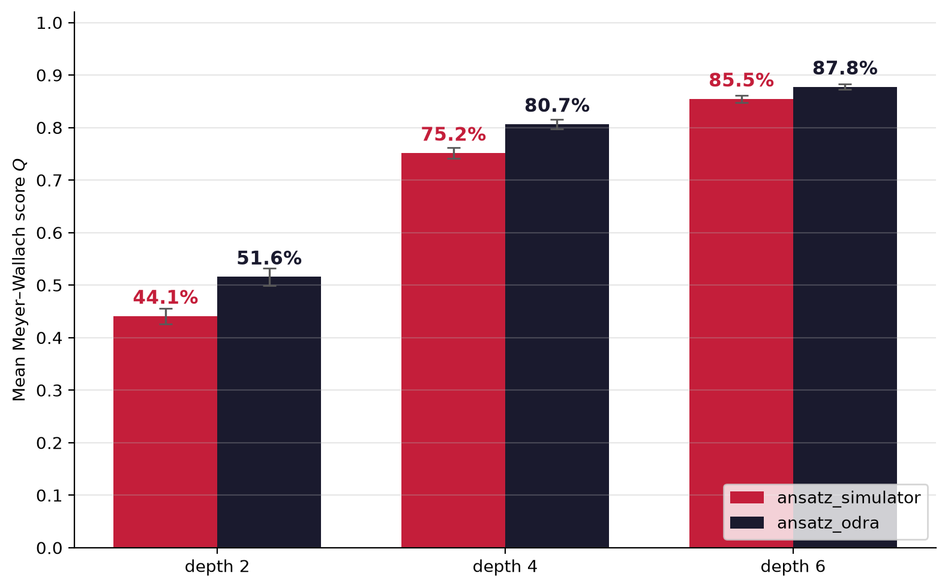 1.0
0.9
0.8
0.7
0.6
0.5
0.4
0.3
0.2
0.1
0.0
Mean Meyer–Wallach score Q
44.1%
51.6%
75.2%
80.7%
85.5%
87.8%
ansatz_simulator
ansatz_odra
depth 2
depth 4
depth 6